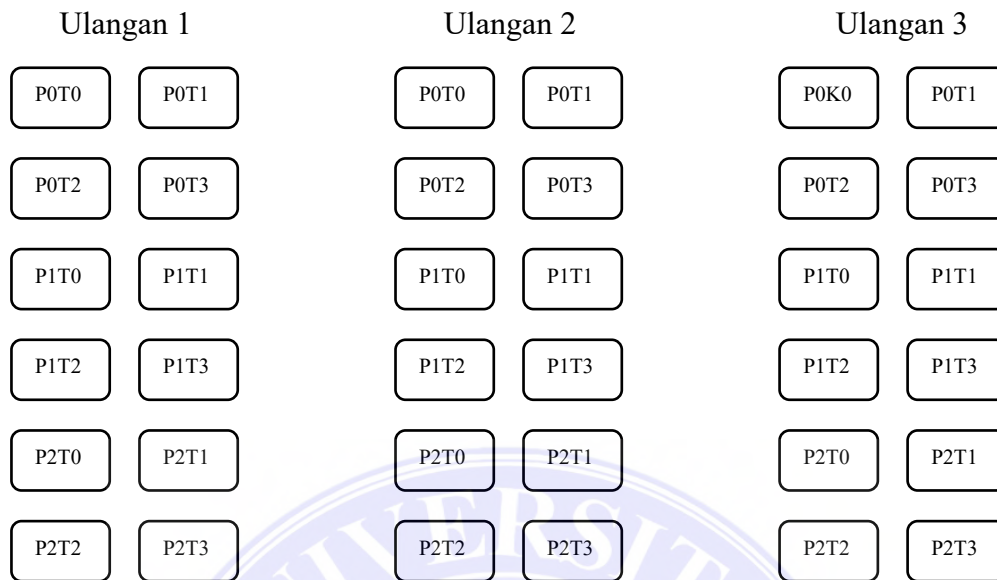 Ulangan 1 Ulangan 2 Ulangan 3
P0T0 P0T1 P0T0 P0T1 P0K0 P0T1
P0T2 P0T3 P0T2 P0T3 P0T2 P0T3
P1T0 P1T1 P1T0 P1T1 P1T0 P1T1
P1T2 P1T3 P1T2 P1T3 P1T2 P1T3
P2T0 P2T1 P2T0 P2T1 P2T0 P2T1
P2T2 P2T3 P2T2 P2T3 P2T2 P2T3